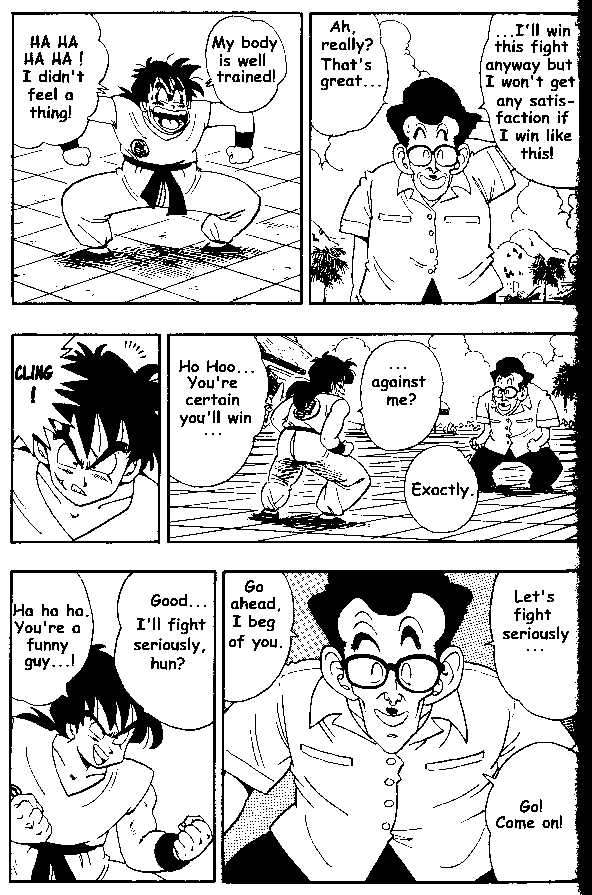 HA HA
HA HA !
I didn't
feel a
thing!
My body
is well
trained!
Ah,
really?
That's
great...
...I'll win
this fight
anyway but
I won't get
any satis-
faction if
I win like
this!
CLING
!
Ho Hoo...
You're
certain
you'll win
...
...
against
me?
Exactly.
Ha ha ha.
You're a
funny
guy...!
Good...
I'll fight
seriously,
hun?
Go
ahead,
I beg
of you.
Let's
fight
seriously
...
Go!
Come on!